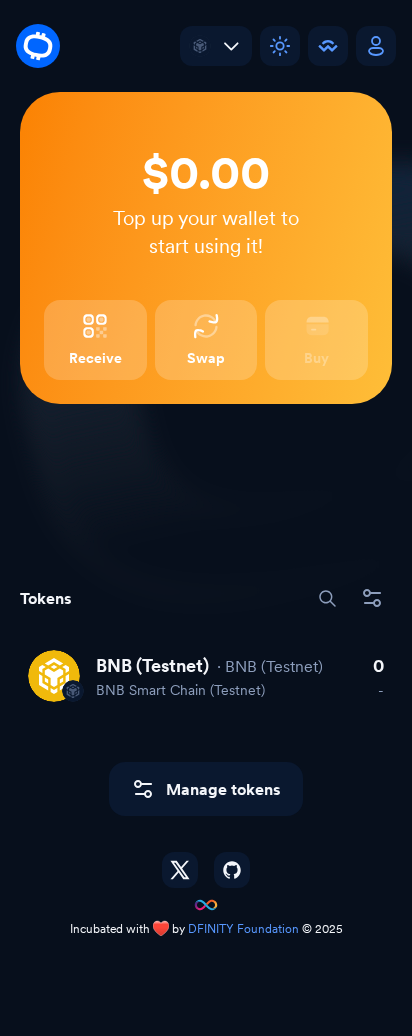 $0.00
Top up your wallet to
start using it!
Receive
Swap
Buy
Tokens
BNB (Testnet) · BNB (Testnet) 0
BNB Smart Chain (Testnet) -
Manage tokens
Incubated with ❤️ by DFINITY Foundation © 2025